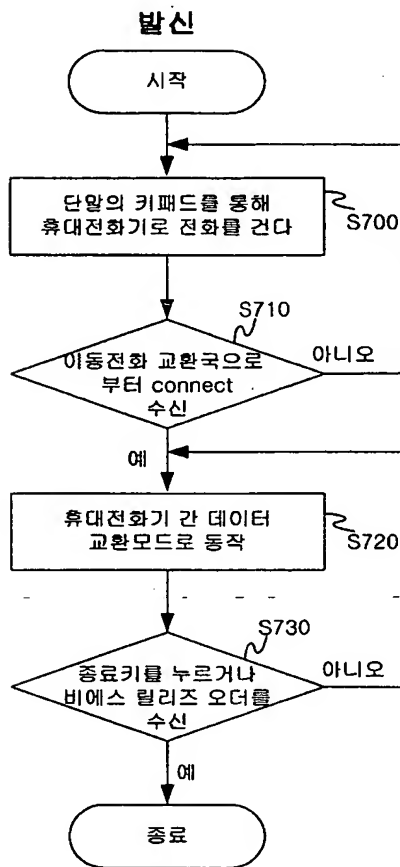 발신
시작
단말의 키패드를 통해
휴대전화기로 전화를 건다
S700
S710
이동전화 교환국으로
부터 connect
수신
아니오
예
휴대전화기 간 데이터
교환모드로 동작
S720
S730
종료키를 누르거나
비에스 릴리즈 오더를
수신
아니오
예
종료